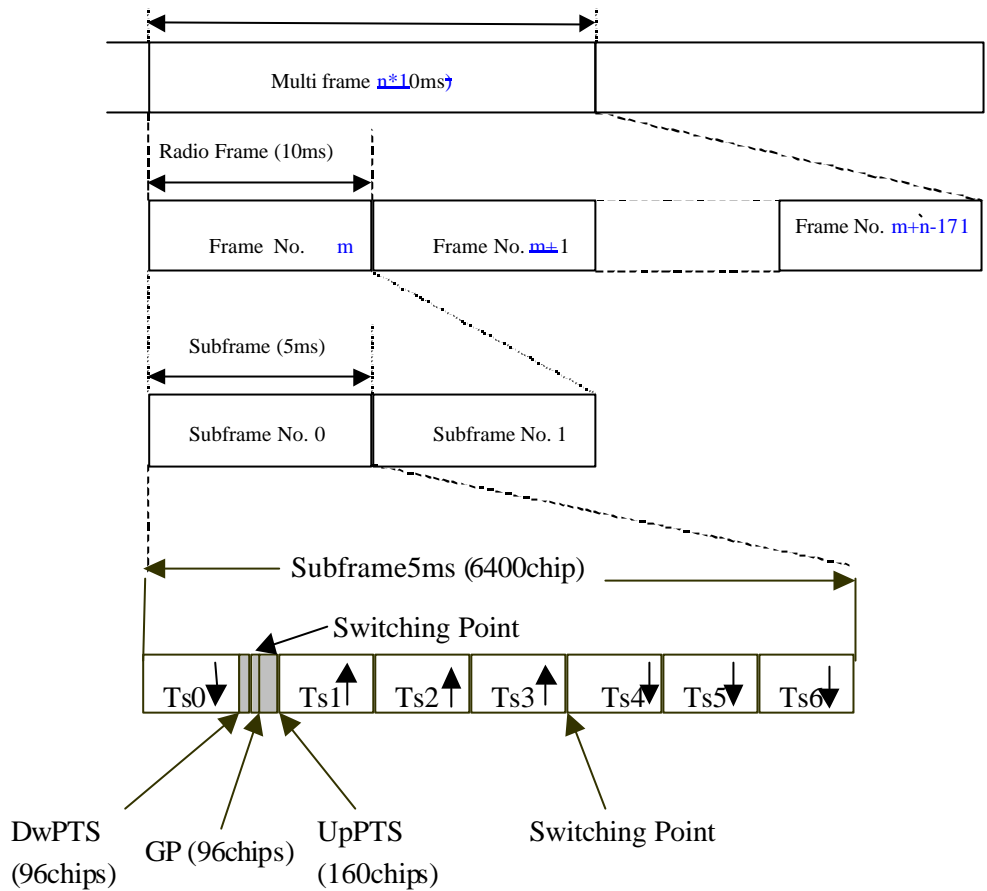 Multi frame n*10ms)
Radio Frame (10ms)
Frame No. m
Frame No. m+1
Frame No. m+n-171
Subframe (5ms)
Subframe No. 0
Subframe No. 1
Subframe5ms (6400chip)
Switching Point
Ts0
Ts1
Ts2
Ts3
Ts4
Ts5
Ts6
DwPTS
(96chips)
GP (96chips)
UpPTS
(160chips)
Switching Point